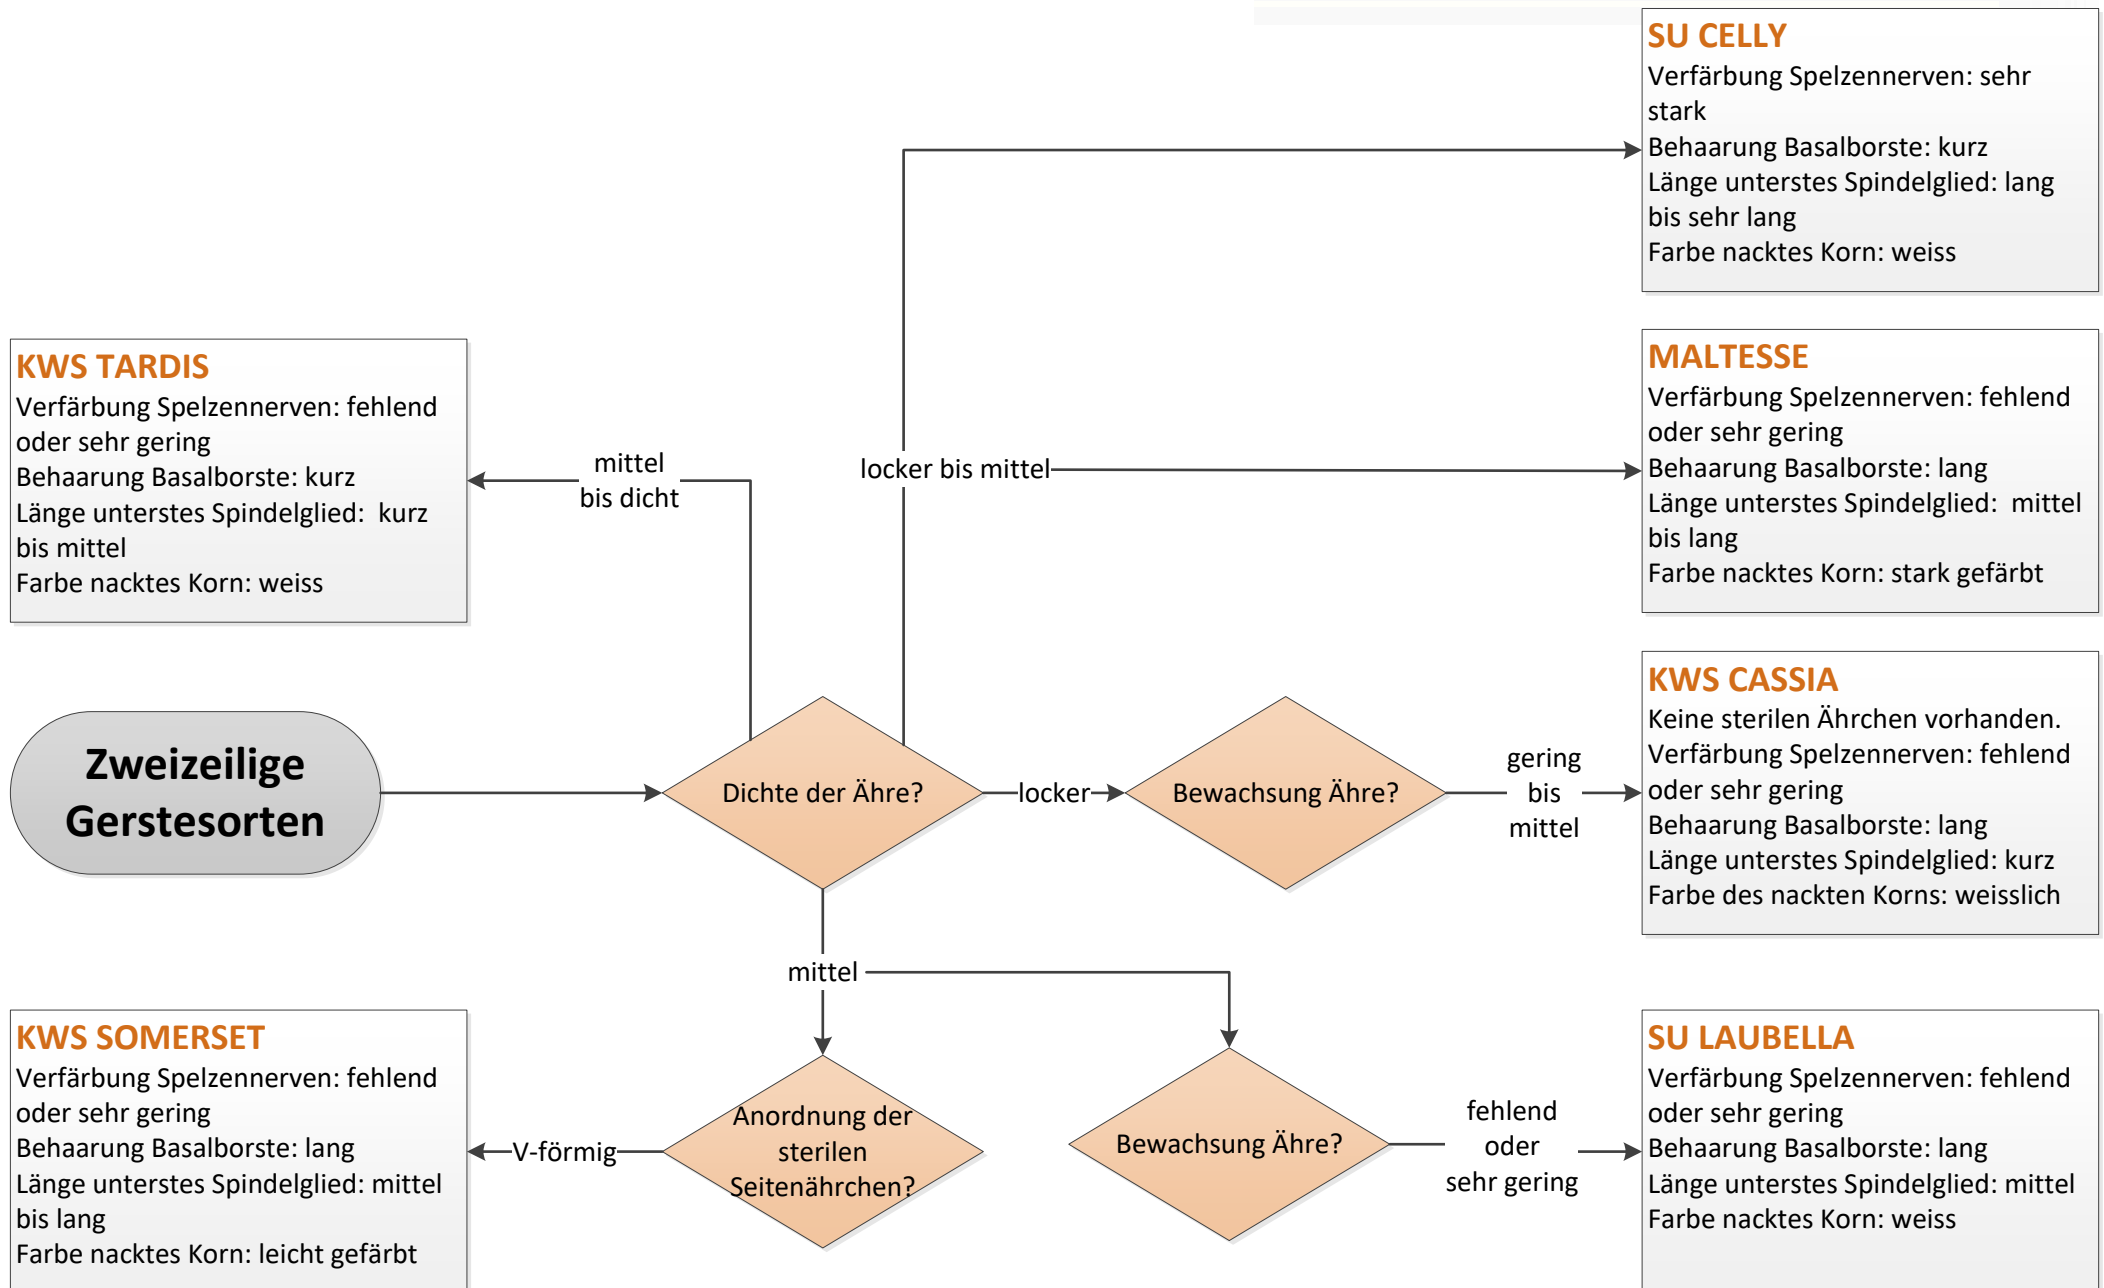 SU CELLY
Verfärbung Spelzennerven: sehr
stark
Behaarung Basalborste: kurz
Länge unterstes Spindelglied: lang
bis sehr lang
Farbe nacktes Korn: weiss
KWS TARDIS
Verfärbung Spelzennerven: fehlend
oder sehr gering
Behaarung Basalborste: kurz
Länge unterstes Spindelglied:  kurz
bis mittel
Farbe nacktes Korn: weiss
mittel
bis dicht
locker bis mittel
MALTESSE
Verfärbung Spelzennerven: fehlend
oder sehr gering
Behaarung Basalborste: lang
Länge unterstes Spindelglied:  mittel
bis lang
Farbe nacktes Korn: stark gefärbt
Zweizeilige
Gerstesorten
Dichte der Ähre?
locker
Bewachsung Ähre?
gering
bis
mittel
KWS CASSIA
Keine sterilen Ährchen vorhanden.
Verfärbung Spelzennerven: fehlend
oder sehr gering
Behaarung Basalborste: lang
Länge unterstes Spindelglied: kurz
Farbe des nackten Korns: weisslich
mittel
KWS SOMERSET
Verfärbung Spelzennerven: fehlend
oder sehr gering
Behaarung Basalborste: lang
Länge unterstes Spindelglied: mittel
bis lang
Farbe nacktes Korn: leicht gefärbt
V-förmig
Anordnung der
sterilen
Seitenährchen?
Bewachsung Ähre?
fehlend
oder
sehr gering
SU LAUBELLA
Verfärbung Spelzennerven: fehlend
oder sehr gering
Behaarung Basalborste: lang
Länge unterstes Spindelglied: mittel
Farbe nacktes Korn: weiss